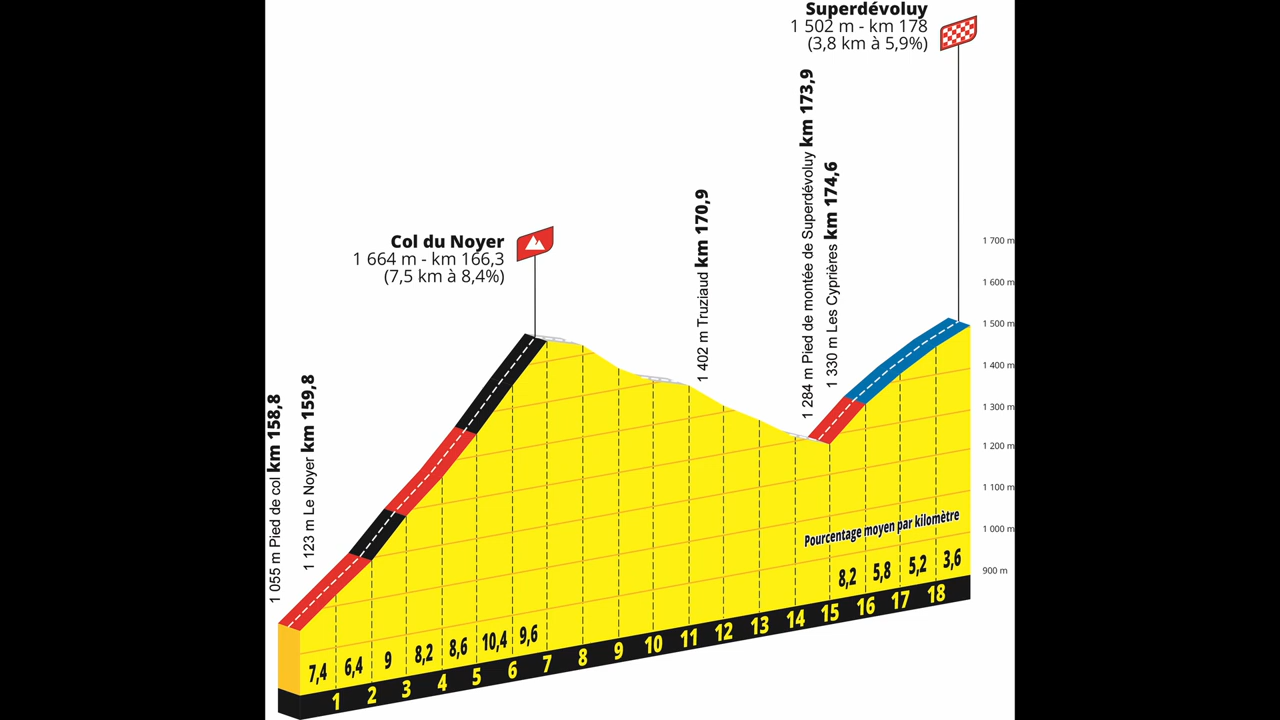 Superdévoluy
1 502 m - km 178
(3,8 km à 5,9%)
Col du Noyer
1 664 m - km 166,3
(7,5 km à 8,4%)
1 055 m Pied de col km 158,8
1 123 m Le Noyer km 159,8
1 402 m Truziaud km 170,9
1 284 m Pied de montée de Superdévoluy km 173,9
1 330 m Les Cyprières km 174,6
1 700 m
1 600 m
1 500 m
1 400 m
1 300 m
1 200 m
1 100 m
1 000 m
900 m
Pourcentage moyen par kilomètre
7,4 6,4 9 8,2 8,6 10,4 9,6 8,2 5,8 5,2 3,6
1 2 3 4 5 6 7 8 9 10 11 12 13 14 15 16 17 18